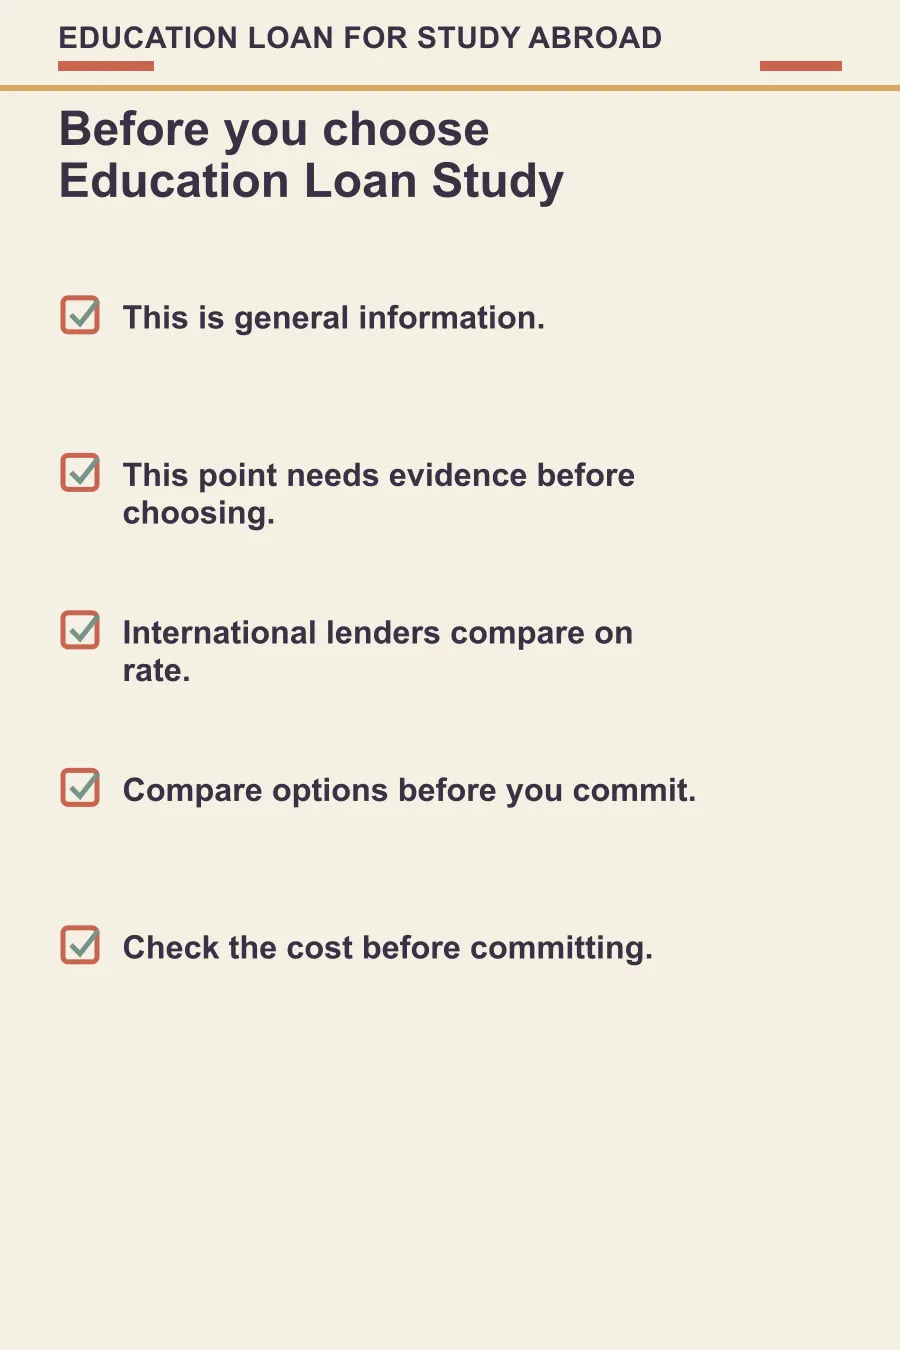 EDUCATION LOAN FOR STUDY ABROAD
Before you choose
Education Loan Study
This is general information.
This point needs evidence before
choosing.
International lenders compare on
rate.
Compare options before you commit.
Check the cost before committing.